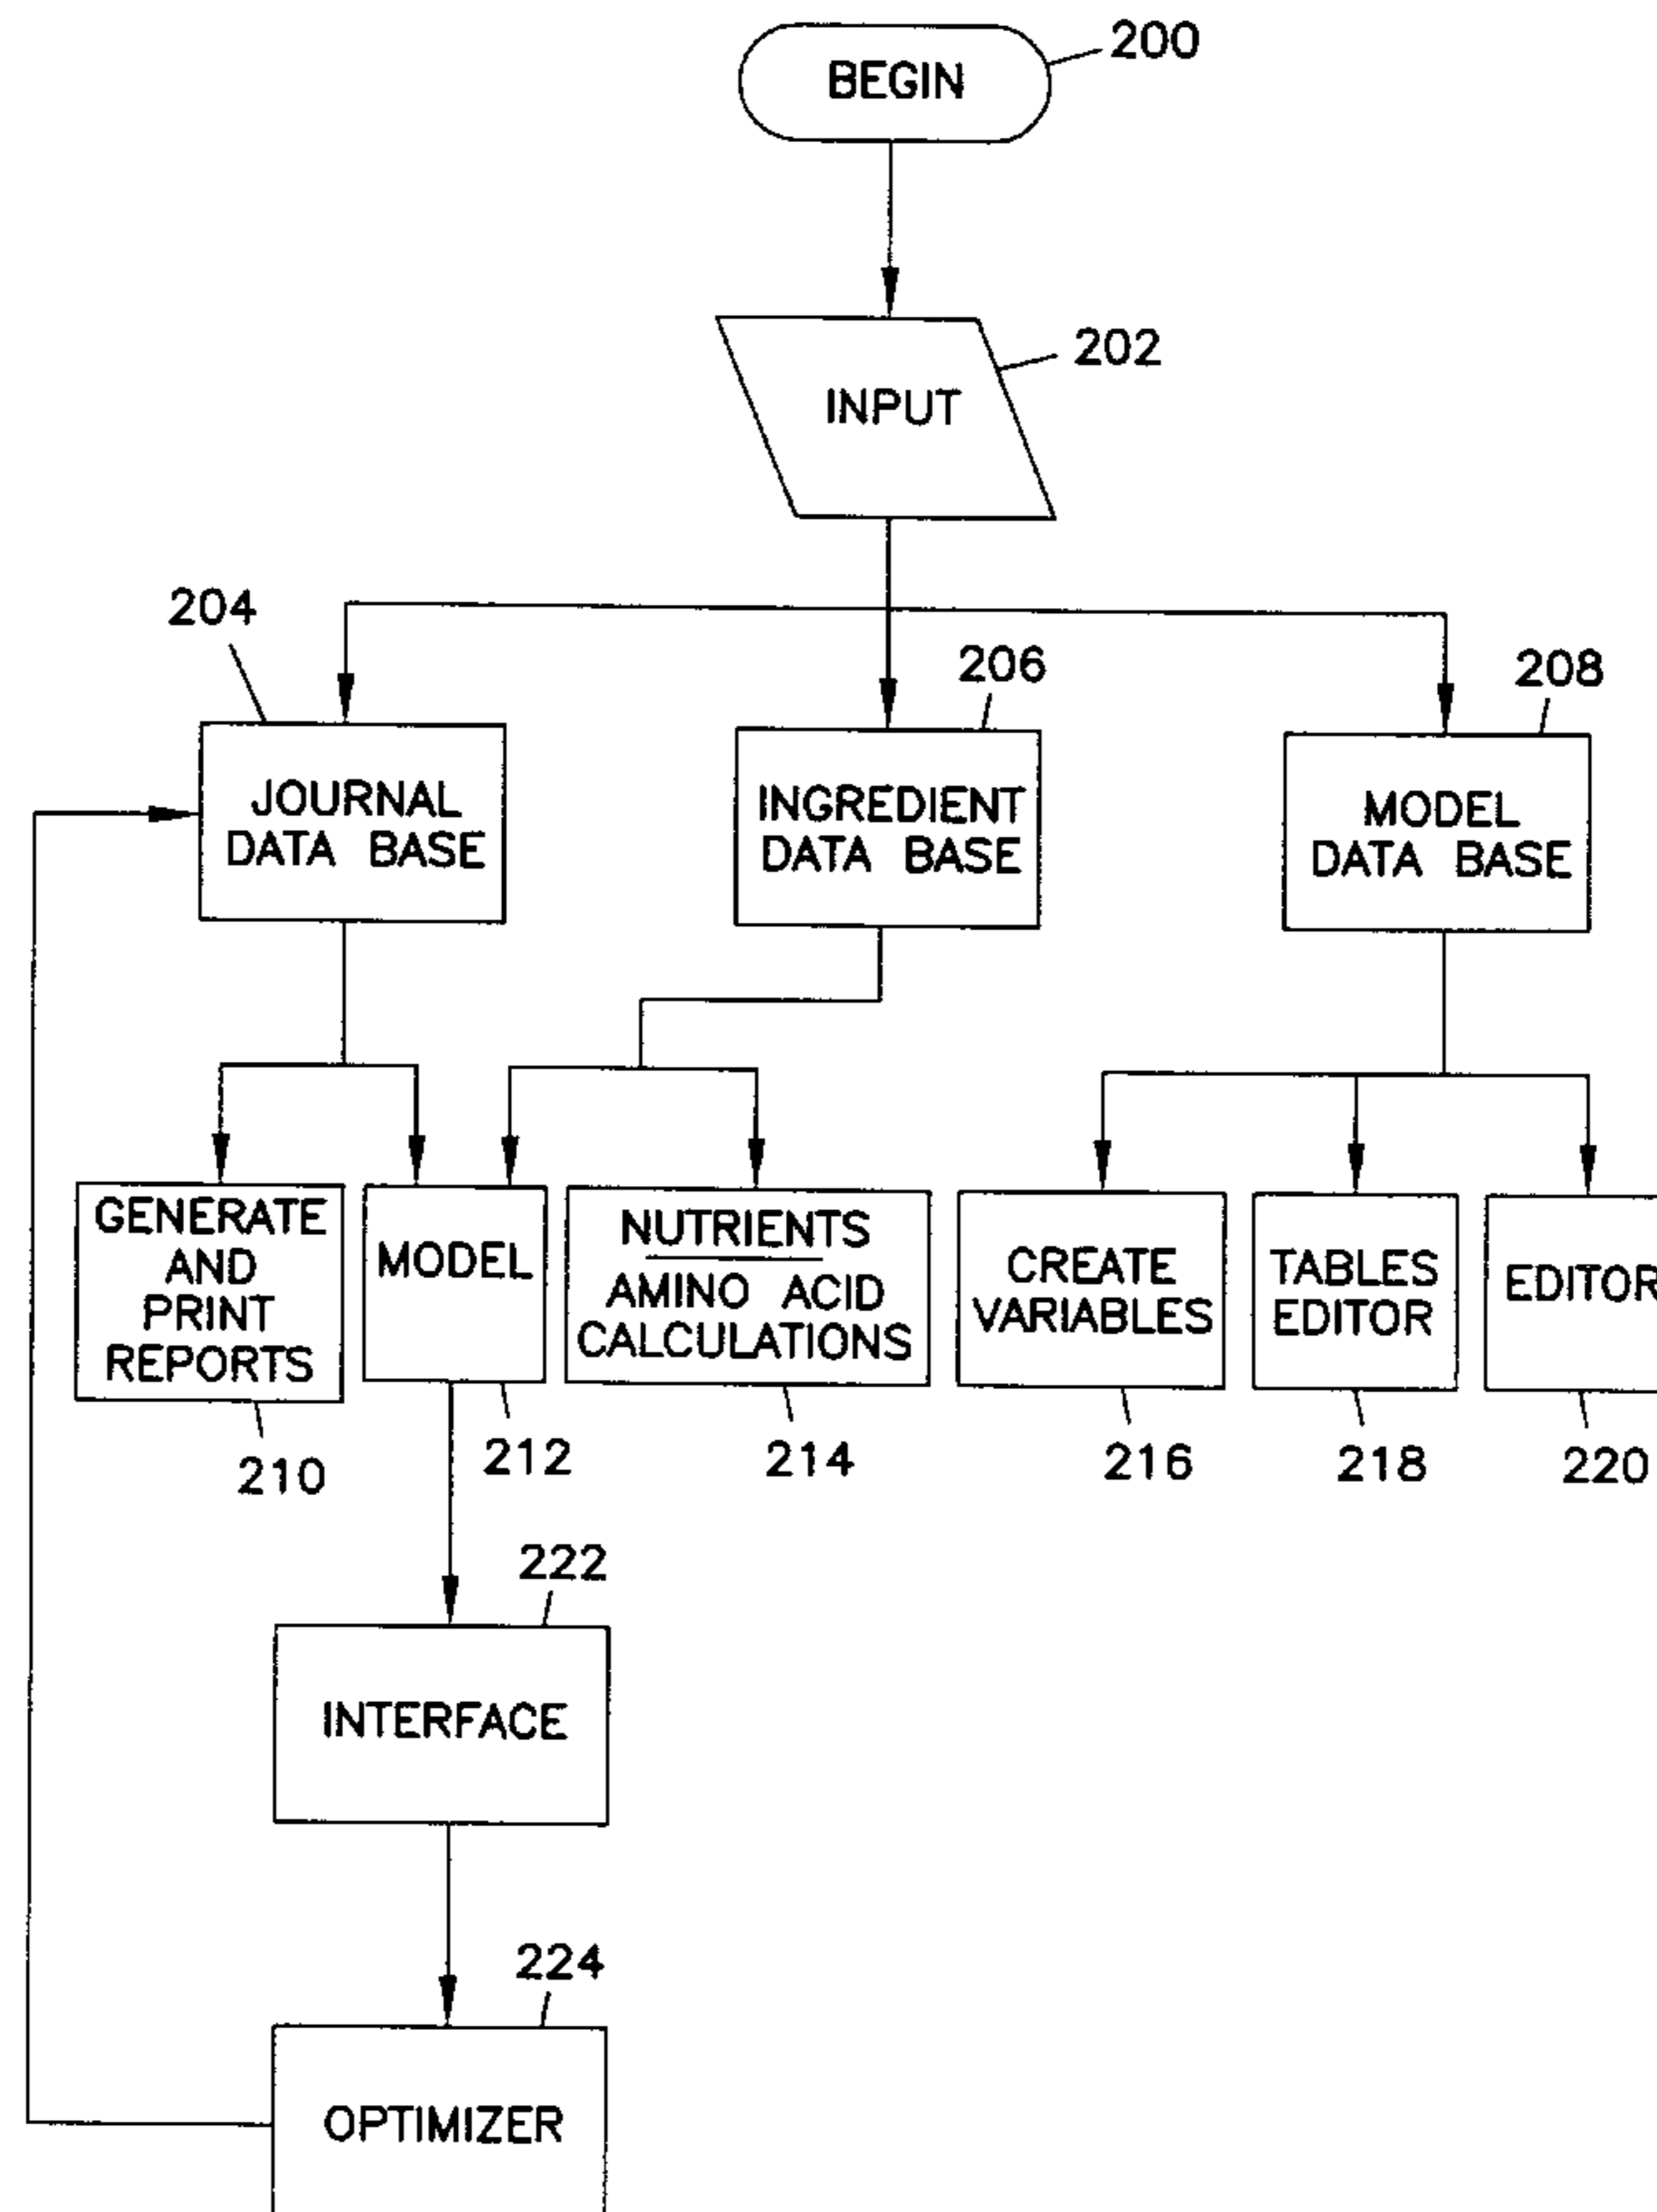 200
BEGIN
202
INPUT
204
206
208
JOURNAL
DATA BASE
INGREDIENT
DATA BASE
MODEL
DATA BASE
GENERATE
AND
PRINT
REPORTS
MODEL
NUTRIENTS
AMINO ACID
CALCULATIONS
CREATE
VARIABLES
TABLES
EDITOR
EDITOR
210
212
214
216
218
220
222
INTERFACE
224
OPTIMIZER